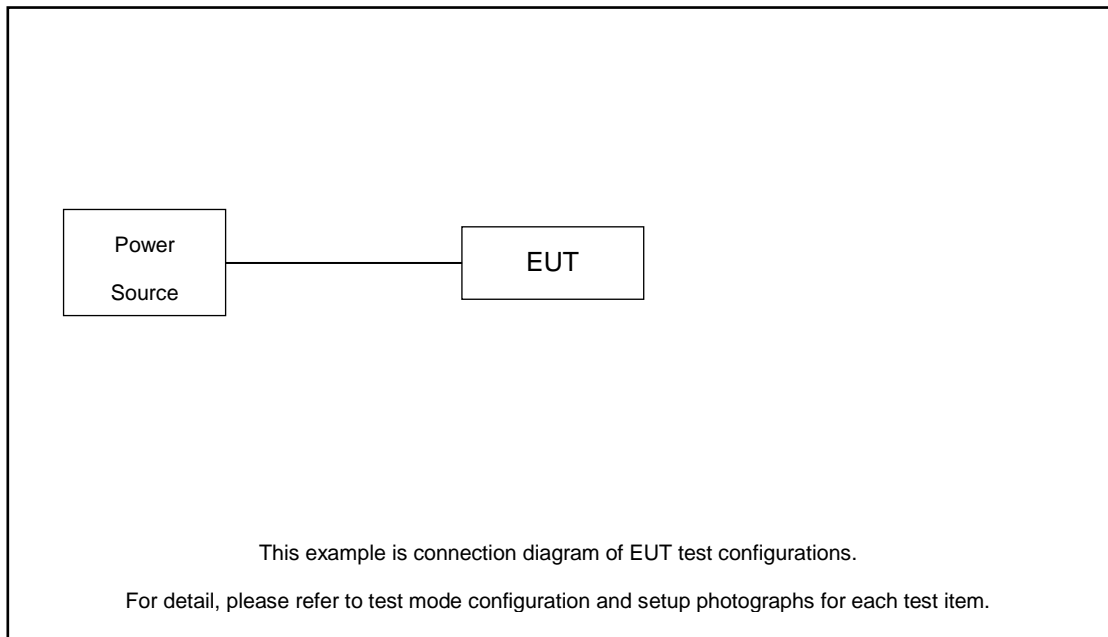 Power
Source
EUT
This example is connection diagram of EUT test configurations.
For detail, please refer to test mode configuration and setup photographs for each test item.